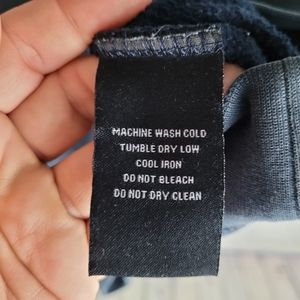 MACHINE WASH COLD
TUMBLE DRY LOW
COOL IRON
DO NOT BLEACH
DO NOT DRY CLEAN